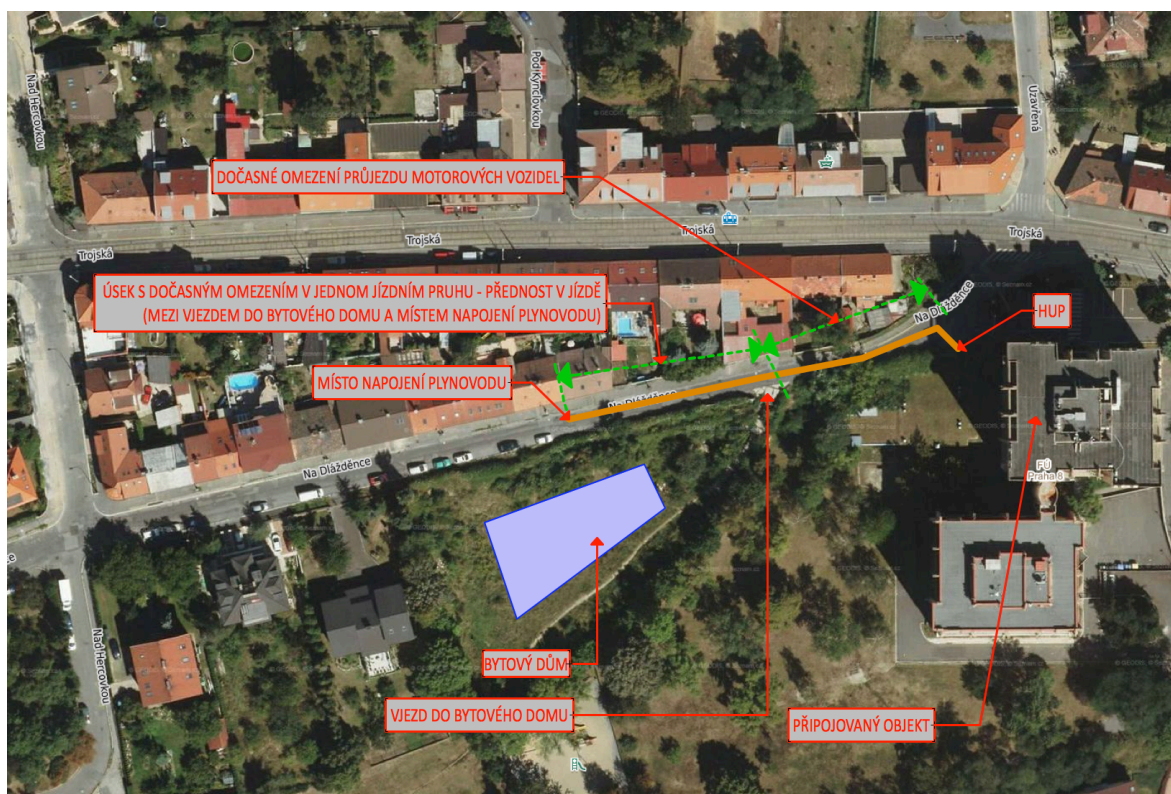 Nad Hercovkou
Pod Kynclovkou
Uzavřená
DOČASNÉ OMEZENÍ PRŮJEZDU MOTOROVÝCH VOZIDEL
Trojská
Trojská
Trojská
Trojská
ÚSEK S DOČASNÝM OMEZENÍM V JEDNOM JÍZDNÍM PRUHU - PŘEDNOST V JÍZDĚ
(MEZI VJEZDEM DO BYTOVÉHO DOMU A MÍSTEM NAPOJENÍ PLYNOVODU)
Na Dlážděnce
HUP
MÍSTO NAPOJENÍ PLYNOVODU
Na Dlážděnce
Na Dlážděnce
FÚ
Praha 8
Nad Hercovkou
BYTOVÝ DŮM
VJEZD DO BYTOVÉHO DOMU
PŘIPOJOVANÝ OBJEKT